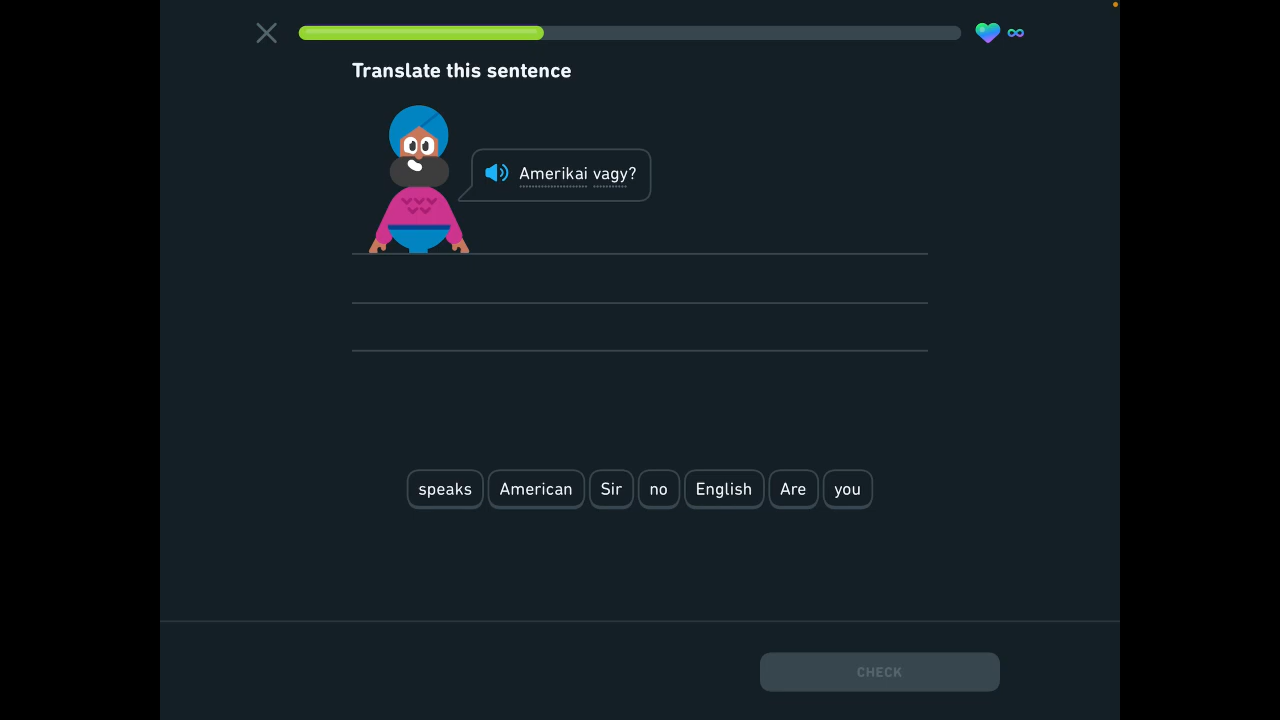 Translate this sentence
Amerikai vagy?
speaks American Sir no English Are you
CHECK